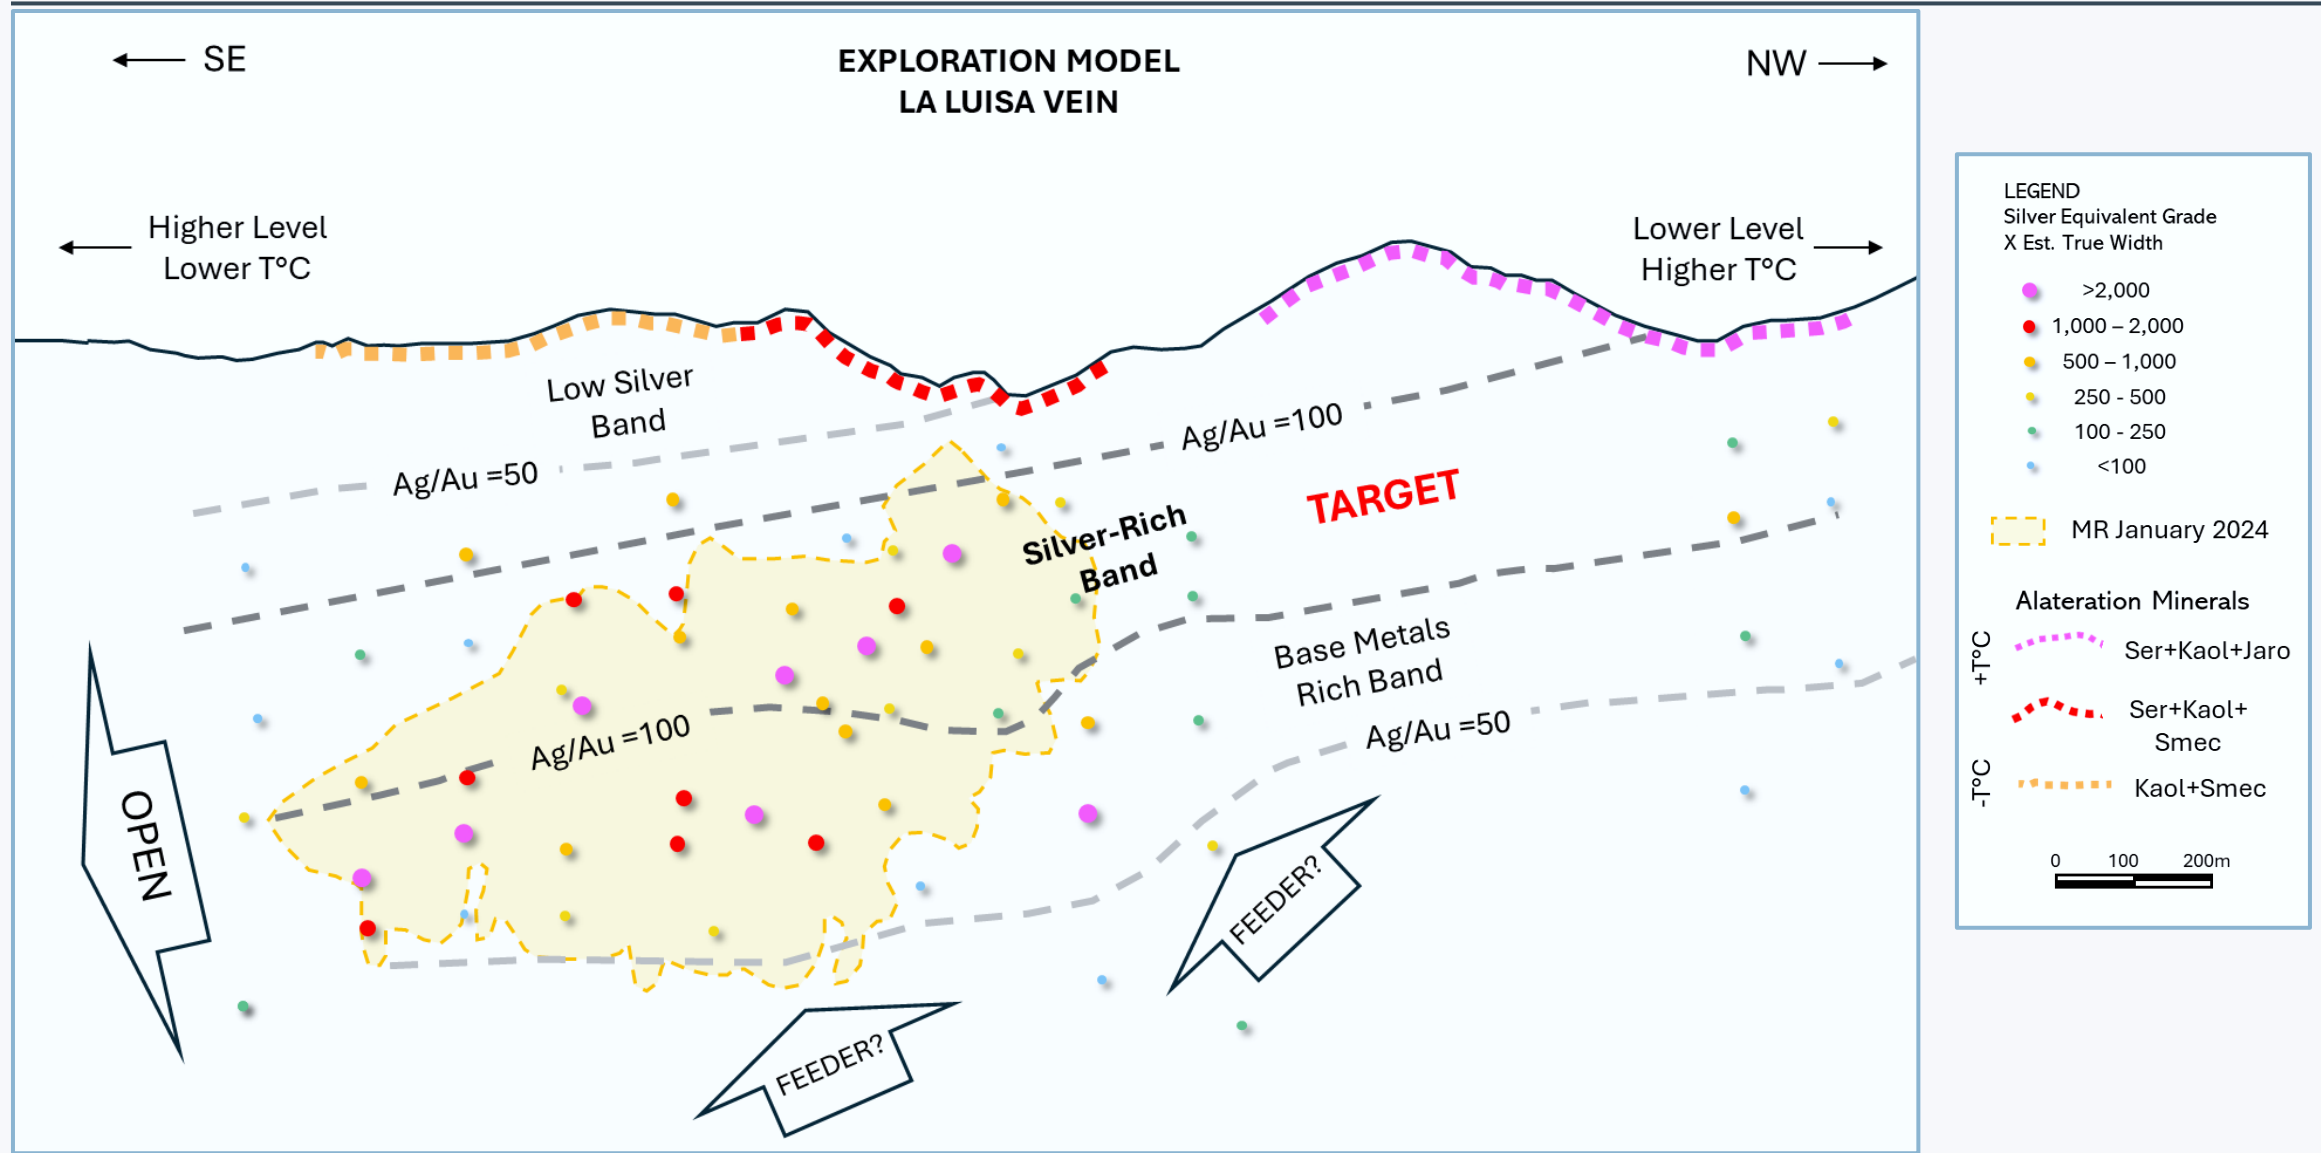 SE
EXPLORATION MODEL
LA LUISA VEIN
NW
Higher Level
Lower T°C
Lower Level
Higher T°C
Low Silver
Band
Ag/Au =50
Ag/Au =100
TARGET
Silver-Rich
Band
Base Metals
Rich Band
Ag/Au =100
Ag/Au =50
OPEN
FEEDER?
FEEDER?
LEGEND
Silver Equivalent Grade
X Est. True Width
>2,000
1,000 – 2,000
500 – 1,000
250 - 500
100 - 250
<100
MR January 2024
Alateration Minerals
+T°C
Ser+Kaol+Jaro
Ser+Kaol+
Smec
-T°C
Kaol+Smec
0 100 200m